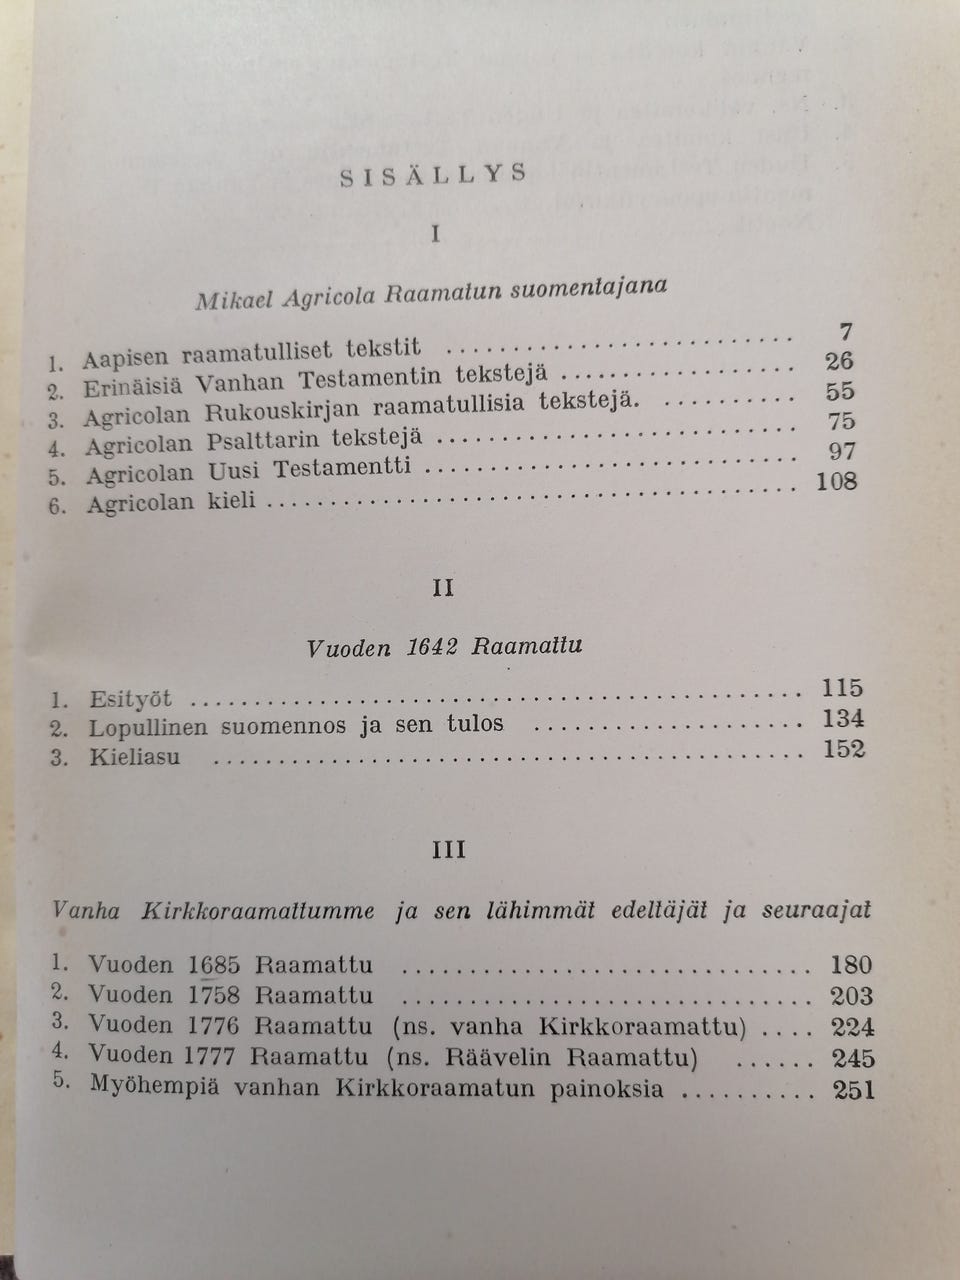 SISÄLLYS
I
Mikael Agricola Raamatun suomentajana
1. Aapisen raamatulliset tekstit ........................... 7
2. Erinäisiä Vanhan Testamentin tekstejä .................. 26
3. Agricolan Rukouskirjan raamatullisia tekstejä. .......... 55
4. Agricolan Psalttarin tekstejä ............................ 75
5. Agricolan Uusi Testamentti ............................. 97
6. Agricolan kieli ......................................... 108
II
Vuoden 1642 Raamattu
1. Esityöt ............................................... 115
2. Lopullinen suomennos ja sen tulos ..................... 134
3. Kieliasu .............................................. 152
III
Vanha Kirkkoraamattumme ja sen lähimmät edeltäjät ja seuraajat
1. Vuoden 1685 Raamattu ............................... 180
2. Vuoden 1758 Raamattu ............................... 203
3. Vuoden 1776 Raamattu (ns. vanha Kirkkoraamattu) .... 224
4. Vuoden 1777 Raamattu (ns. Räävelin Raamattu) ...... 245
5. Myöhempiä vanhan Kirkkoraamatun painoksia .......... 251